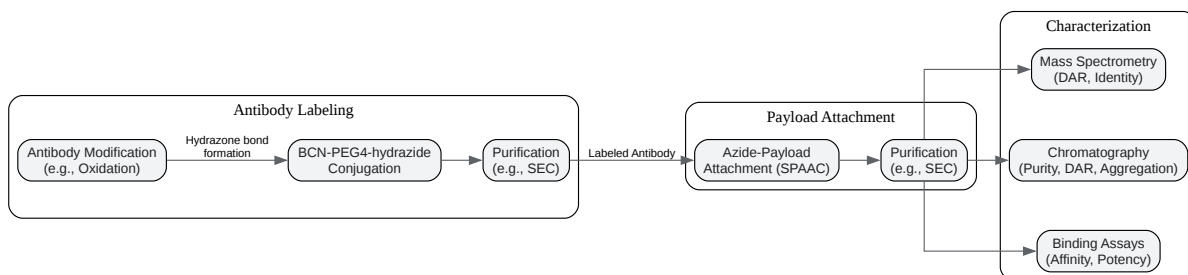 Antibody Labeling
Antibody Modification
(e.g., Oxidation)
Hydrazone bond
formation
BCN-PEG4-hydrazide
Conjugation
Purification
(e.g., SEC)
Labeled Antibody
Payload Attachment
Azide-Payload
Attachment (SPAAC)
Purification
(e.g., SEC)
Characterization
Mass Spectrometry
(DAR, Identity)
Chromatography
(Purity, DAR, Aggregation)
Binding Assays
(Affinity, Potency)